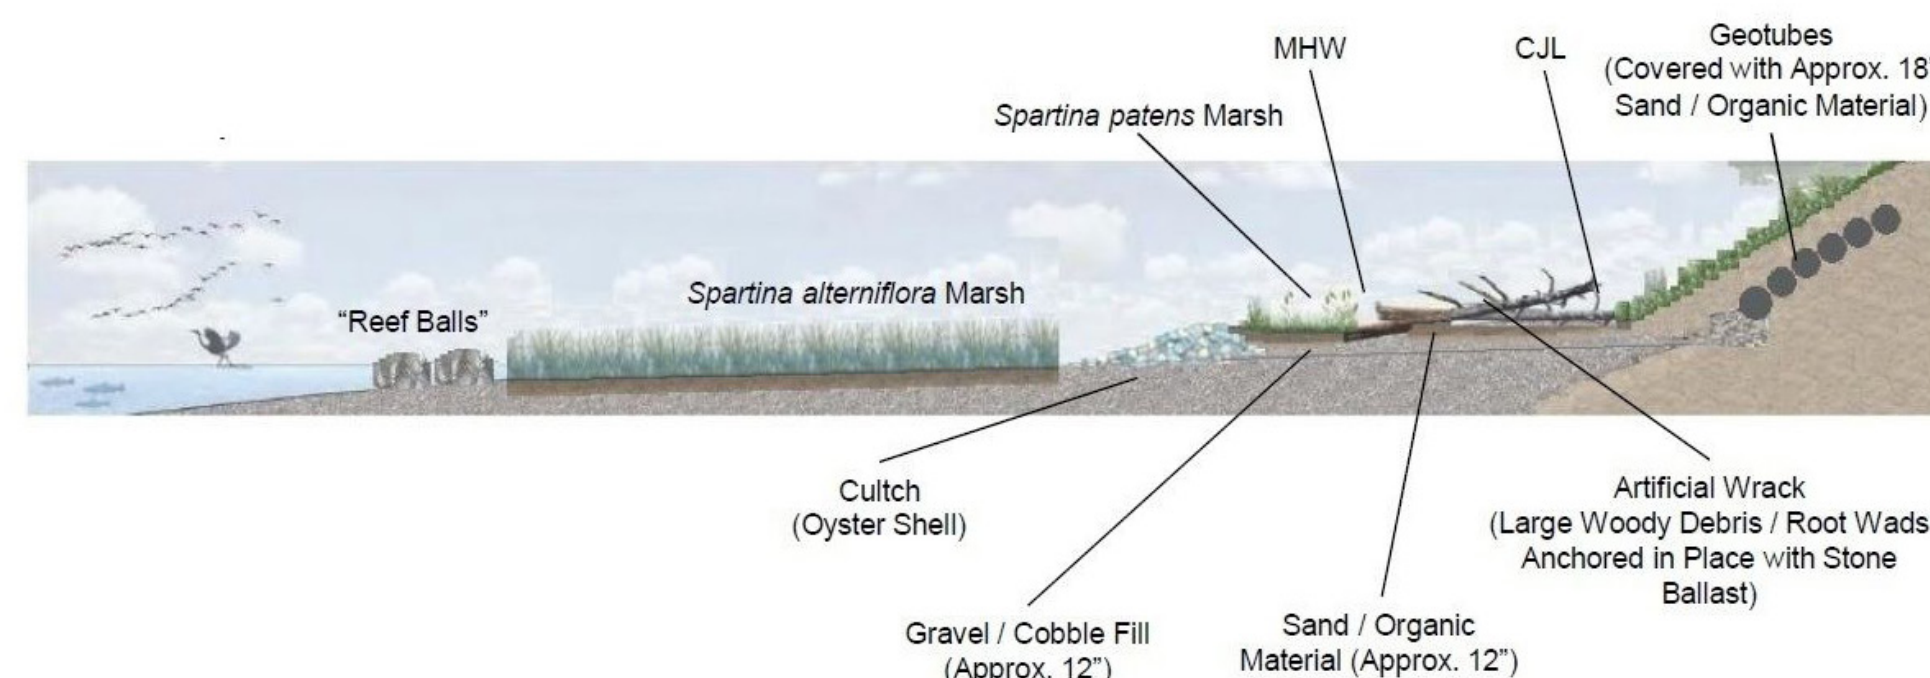 MHW
CJL
Geotubes
(Covered with Approx. 18"
Sand / Organic Material)
Spartina patens Marsh
Spartina alterniflora Marsh
“Reef Balls”
Cultch
(Oyster Shell)
Gravel / Cobble Fill
(Approx. 12”)
Sand / Organic
Material (Approx. 12”)
Artificial Wrack
(Large Woody Debris / Root Wads
Anchored in Place with Stone
Ballast)